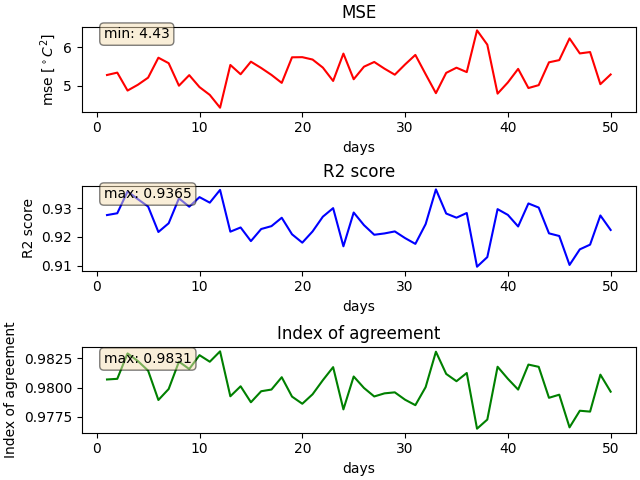 MSE
min: 4.43
mse [°C²]
6
5
0 10 20 30 40 50
days
R2 score
max: 0.9365
R2 score
0.93
0.92
0.91
0 10 20 30 40 50
days
Index of agreement
max: 0.9831
Index of agreement
0.9825
0.9800
0.9775
0 10 20 30 40 50
days